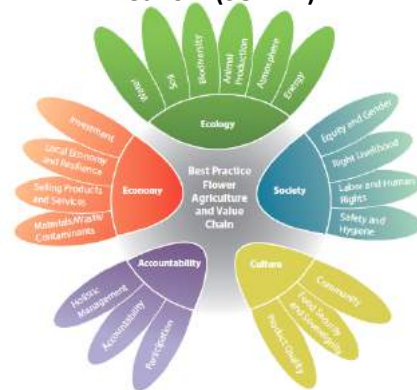 Water
Soil
Biodiversity
Animal
Production
Atmosphere
Energy
Ecology
Investment
Local Economy
and Resilience
Selling Products
and Services
Materials/Waste/
Contaminants
Economy
Best Practice
Flower
Agriculture
and Value
Chain
Society
Equity and Gender
Right Livelihood
Labor and Human
Rights
Safety and
Hygiene
Accountability
Holistic
Management
Accountability
Participation
Culture
Community
Food Security
and Sovereignty
Product Quality